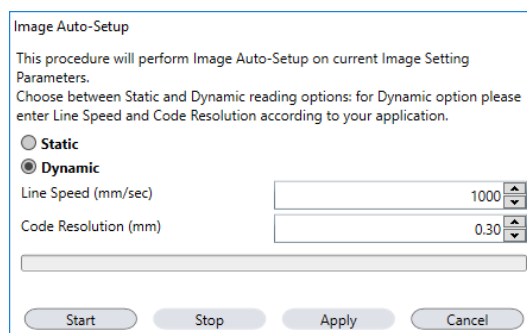 Image Auto-Setup
This procedure will perform Image Auto-Setup on current Image Setting
Parameters.
Choose between Static and Dynamic reading options: for Dynamic option please
enter Line Speed and Code Resolution according to your application.
Static
Dynamic
Line Speed (mm/sec) 1000
Code Resolution (mm) 0.30
Start Stop Apply Cancel